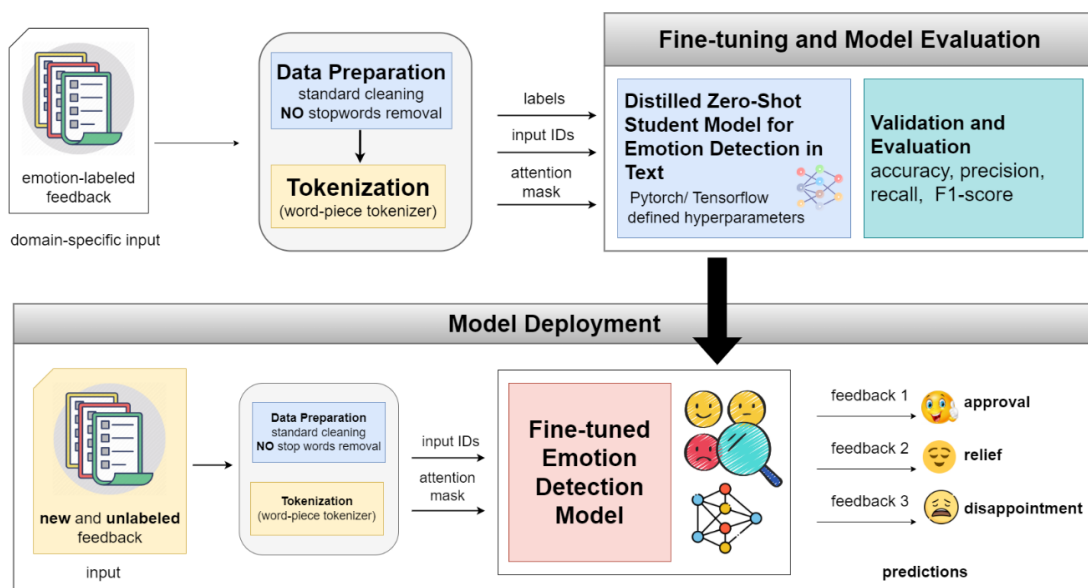 Fine-tuning and Model Evaluation
Data Preparation
standard cleaning
NO stopwords removal
Tokenization
(word-piece tokenizer)
emotion-labeled
feedback
domain-specific input
labels
input IDs
attention
mask
Distilled Zero-Shot
Student Model for
Emotion Detection in
Text
Pytorch/ Tensorflow
defined hyperparameters
Validation and
Evaluation
accuracy, precision,
recall, F1-score
Model Deployment
new and unlabeled
feedback
input
Data Preparation
standard cleaning
NO stop words removal
Tokenization
(word-piece tokenizer)
input IDs
attention
mask
Fine-tuned
Emotion
Detection
Model
feedback 1
approval
feedback 2
relief
feedback 3
disappointment
predictions